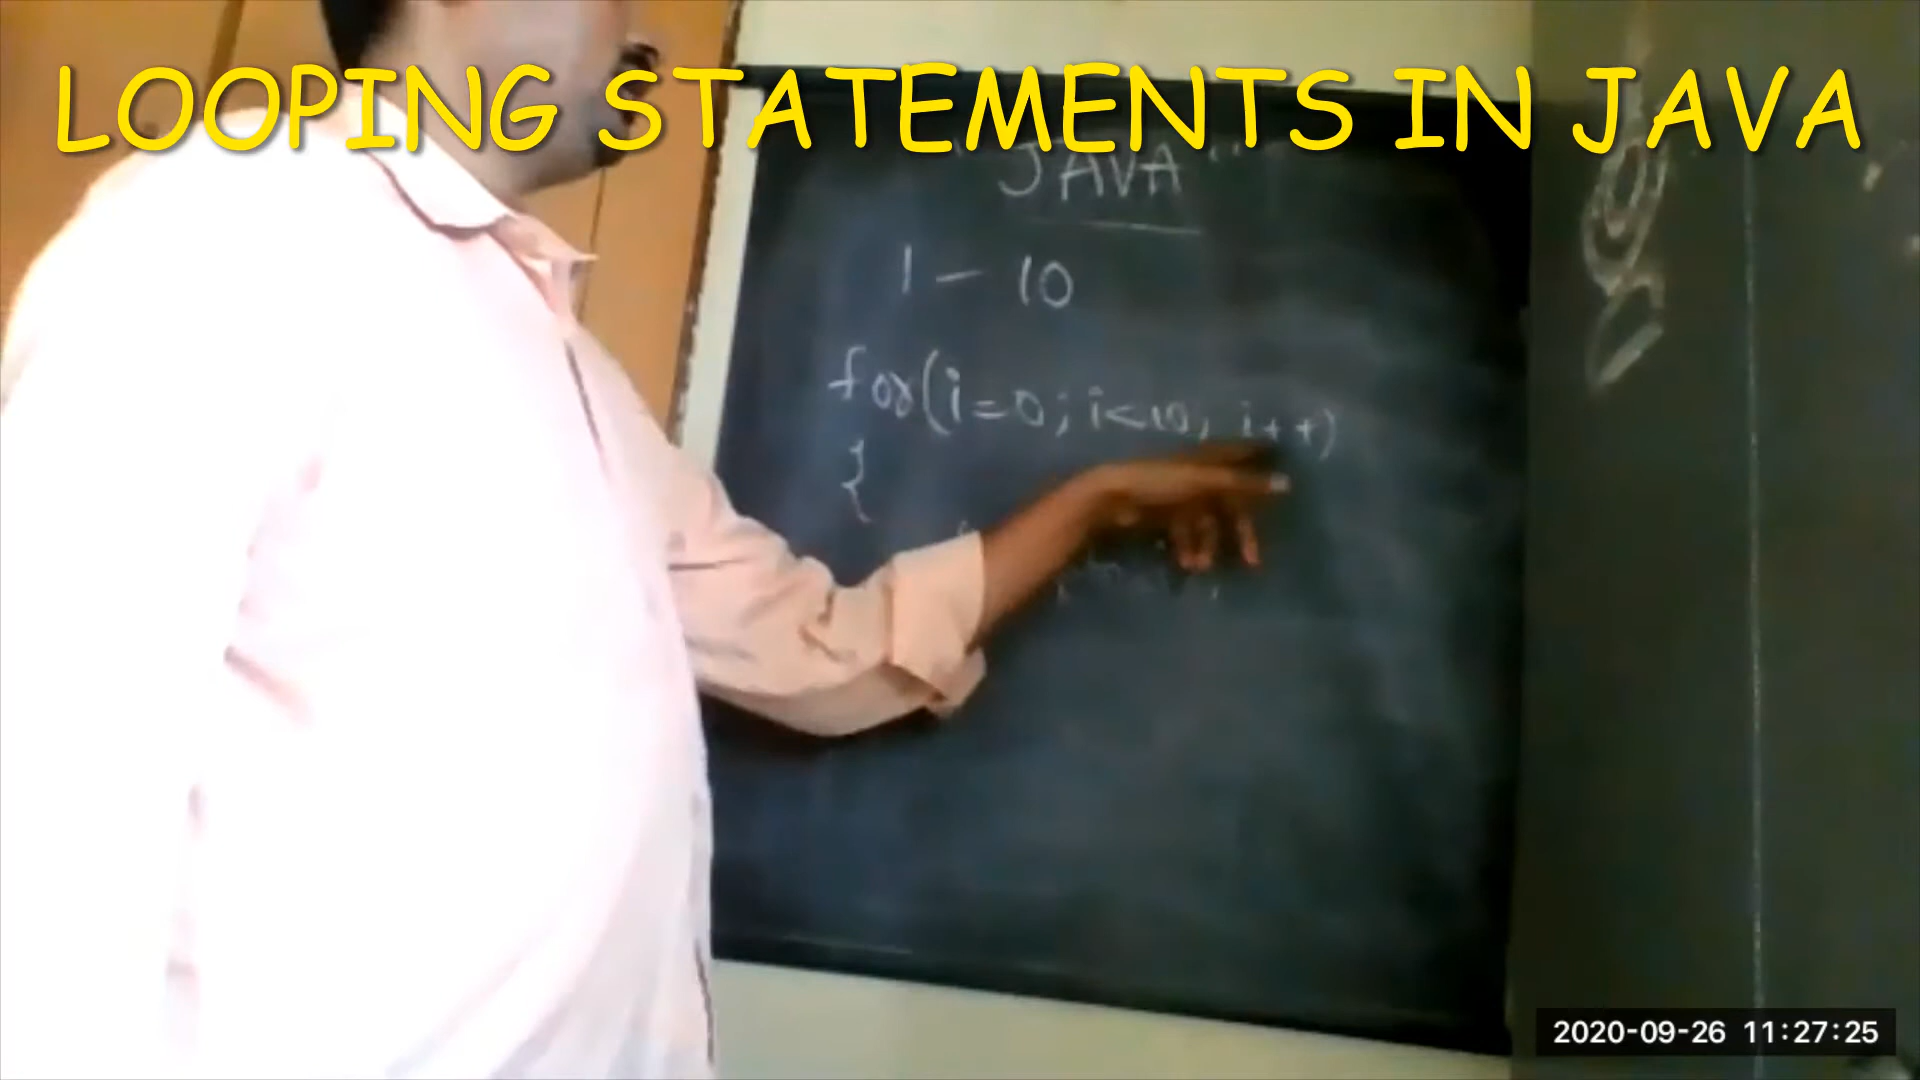 LOOPING STATEMENTS IN JAVA
"JAVA"
1 - 10
for(i=0; i<10; i++)
{
2020-09-26 11:27:25